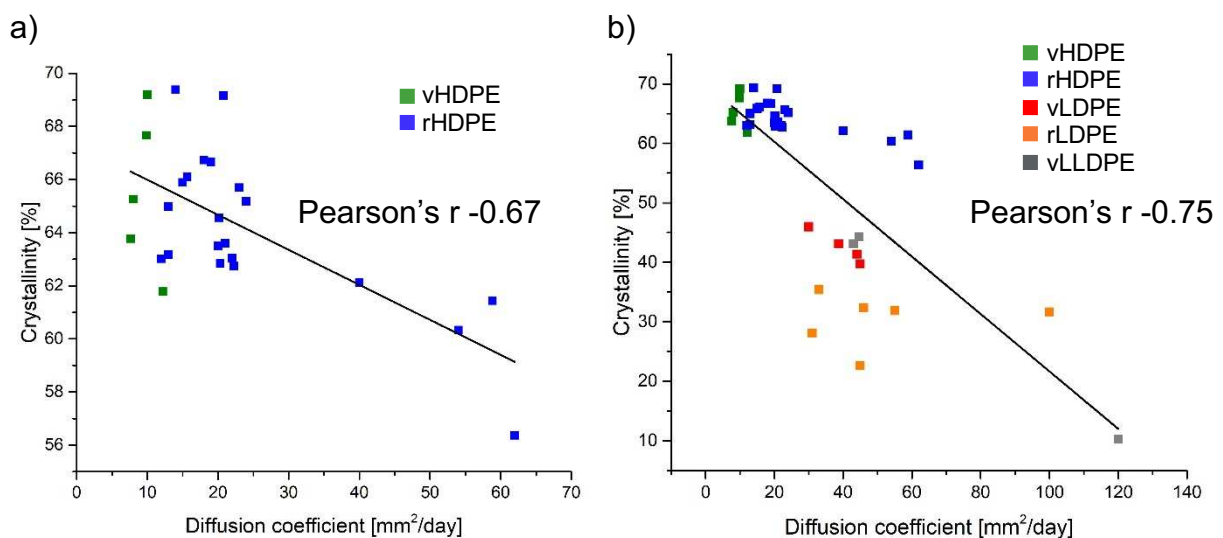 a)
70
68
66
64
62
60
58
56
Crystallinity [%]
vHDPE
rHDPE
Pearson's r -0.67
0
10
20
30
40
50
60
70
Diffusion coefficient [mm²/day]
b)
80
70
60
50
40
30
20
10
Crystallinity [%]
vHDPE
rHDPE
vLDPE
rLDPE
vLLDPE
Pearson's r -0.75
0
20
40
60
80
100
120
140
Diffusion coefficient [mm²/day]